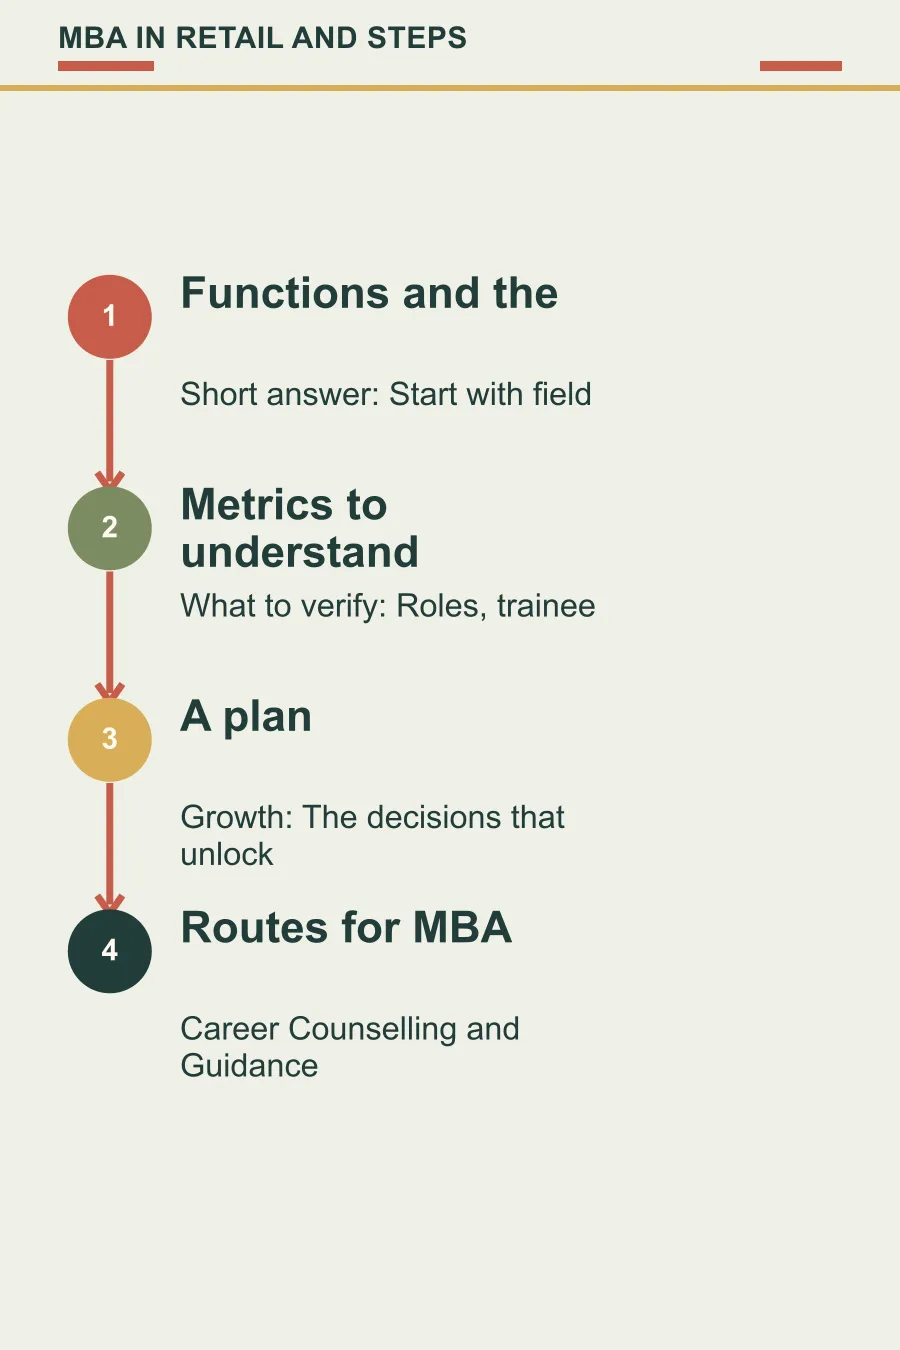 MBA IN RETAIL AND STEPS
1
Functions and the
Short answer: Start with field
2
Metrics to
understand
What to verify: Roles, trainee
3
A plan
Growth: The decisions that
unlock
4
Routes for MBA
Career Counselling and
Guidance